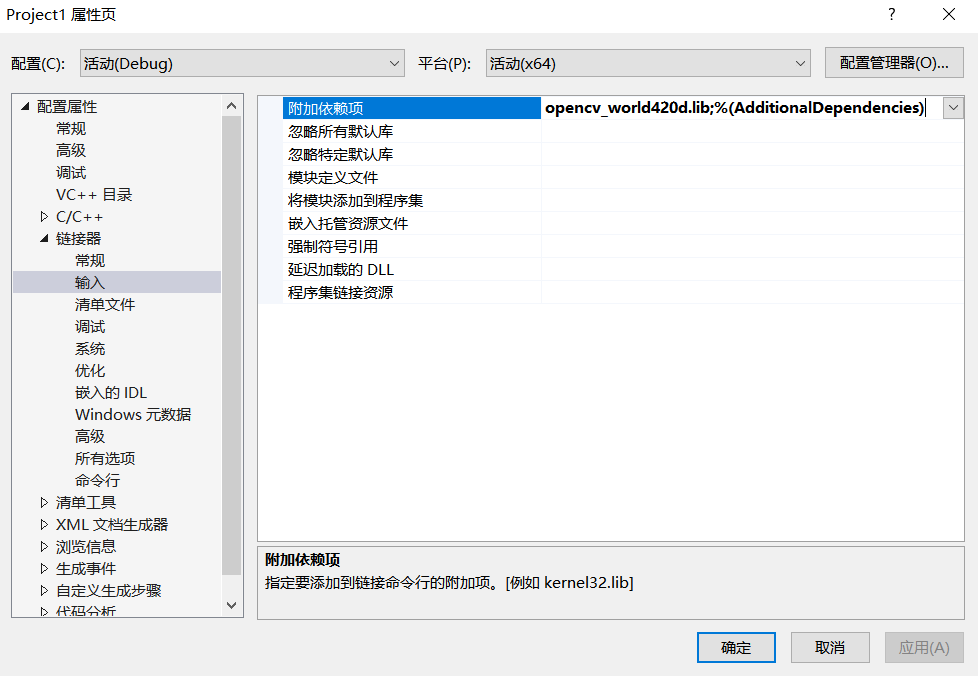 Project1 属性页
配置(C): 活动(Debug) 平台(P): 活动(x64) 配置管理器(O)...
配置属性
常规
高级
调试
VC++ 目录
C/C++
链接器
常规
输入
清单文件
调试
系统
优化
嵌入的 IDL
Windows 元数据
高级
所有选项
命令行
清单工具
XML 文档生成器
浏览信息
生成事件
自定义生成步骤
代码分析
附加依赖项 opencv_world420d.lib;%(AdditionalDependencies)
忽略所有默认库
忽略特定默认库
模块定义文件
将模块添加到程序集
嵌入托管资源文件
强制符号引用
延迟加载的 DLL
程序集链接资源
附加依赖项
指定要添加到链接命令行的附加项。[例如 kernel32.lib]
确定 取消 应用(A)